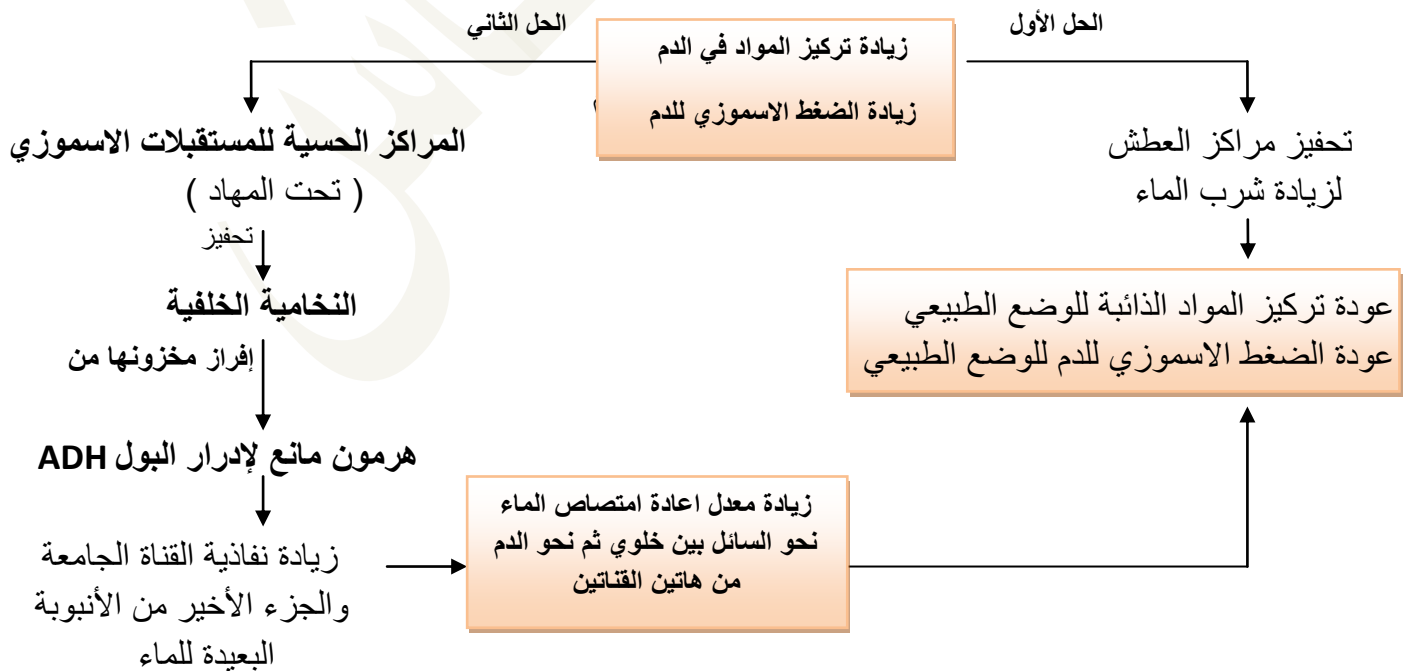 الحل الأول
الحل الثاني
زيادة تركيز المواد في الدم
زيادة الضغط الاسموزي للدم
تحفيز مراكز العطش
لزيادة شرب الماء
عودة تركيز المواد الذائبة للوضع الطبيعي
عودة الضغط الاسموزي للدم للوضع الطبيعي
المراكز الحسية للمستقبلات الاسموزي
( تحت المهاد )
تحفيز
النخامية الخلفية
إفراز مخزونها من
هرمون مانع لإدرار البول ADH
زيادة نفاذية القناة الجامعة
والجزء الأخير من الأنبوبة
البعيدة للماء
زيادة معدل اعادة امتصاص الماء
نحو السائل بين خلوي ثم نحو الدم
من هاتين القناتين